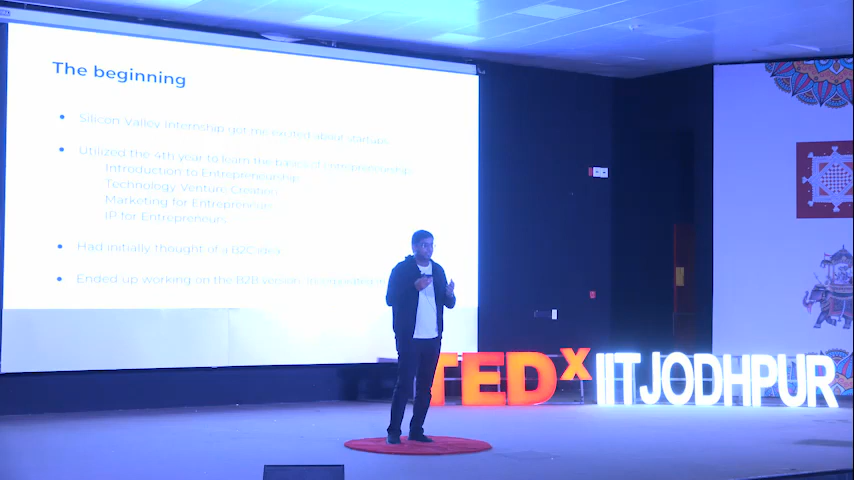 The beginning
Silicon Valley Internship got me excited about startups
Utilized the 4th year to learn the basics of entrepreneurship
Introduction to Entrepreneurship
Technology Venture Creation
Marketing for Entrepreneurs
IP for Entrepreneurs
Had initially thought of a B2C idea
Ended up working on the B2B version
TEDx IITJODHPUR